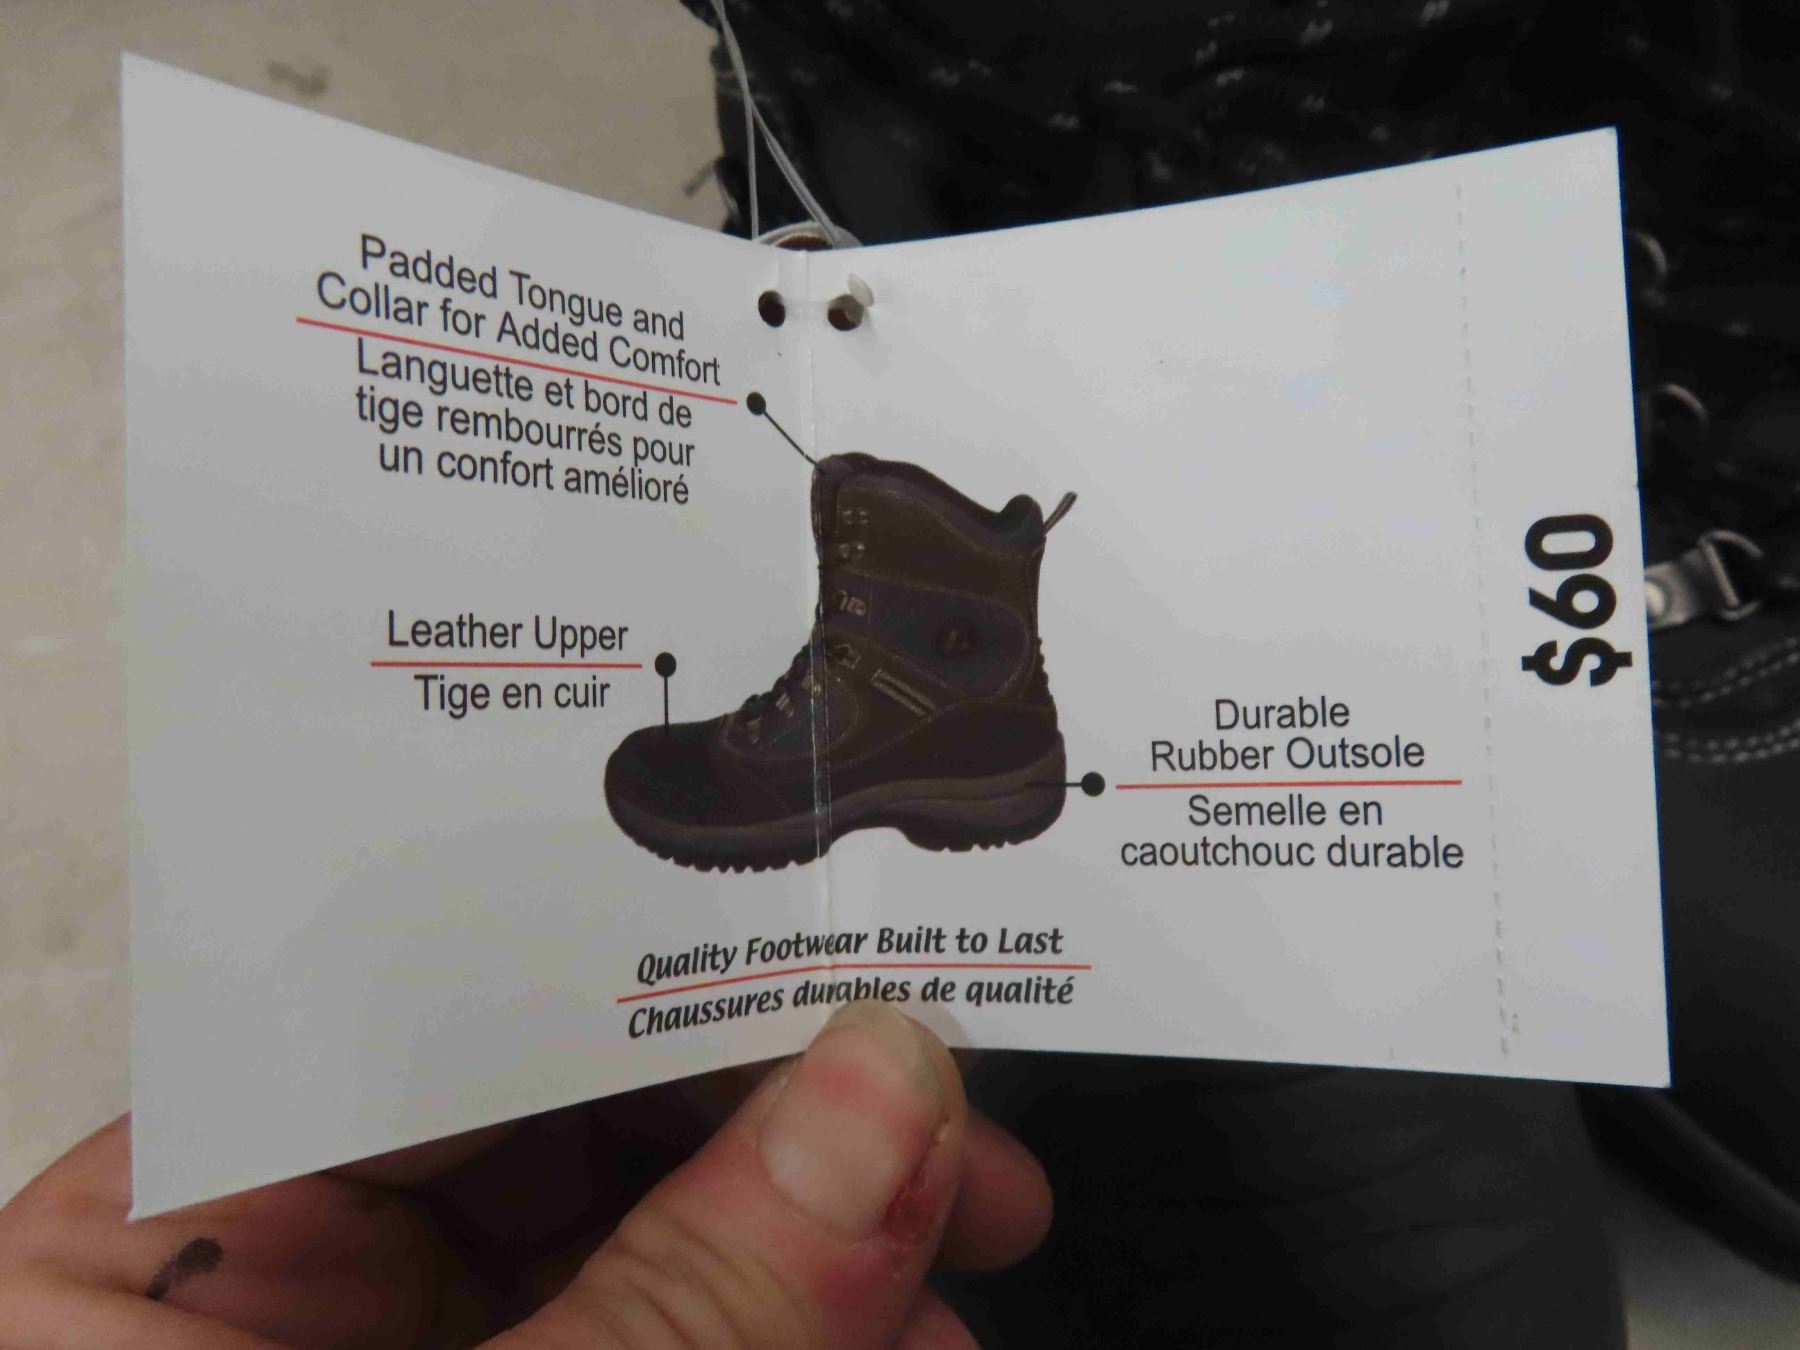 Padded Tongue and
Collar for Added Comfort
Languette et bord de
tige rembourrés pour
un confort amélioré
Leather Upper
Tige en cuir
Durable
Rubber Outsole
Semelle en
caoutchouc durable
$60
Quality Footwear Built to Last
Chaussures durables de qualité